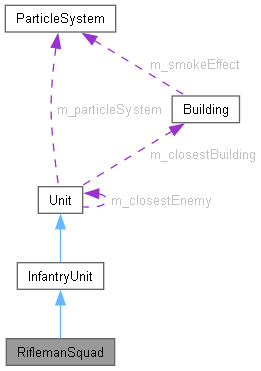 ParticleSystem
m_smokeEffect
m_particleSystem
Building
m_closestBuilding
Unit
m_closestEnemy
InfantryUnit
RiflemanSquad